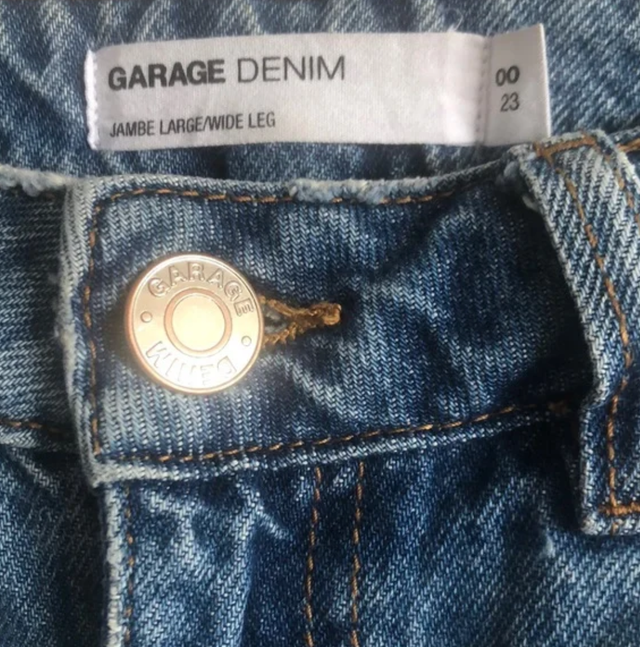 GARAGE DENIM
JAMBE LARGE/WIDE LEG
00
23
GARAGE
DENIM